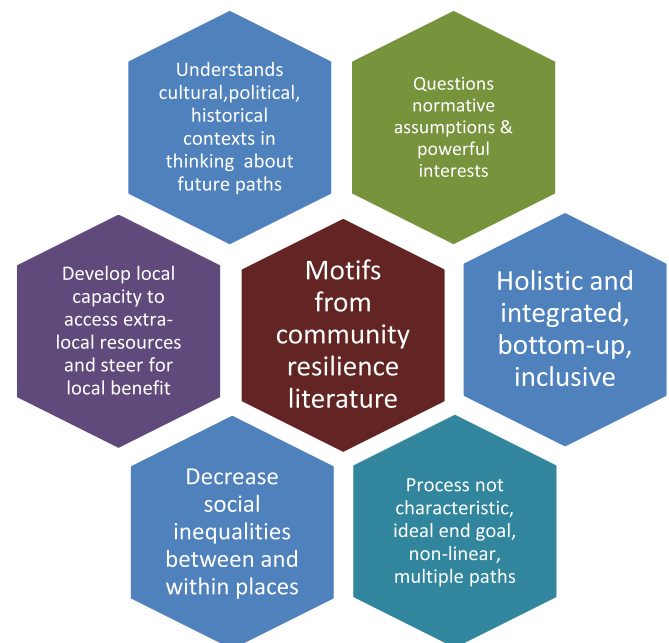 Understands
cultural,political,
historical
contexts in
thinking about
future paths
Questions
normative
assumptions &
powerful
interests
Develop local
capacity to
access extra-
local resources
and steer for
local benefit
Motifs
from
community
resilience
literature
Holistic and
integrated,
bottom-up,
inclusive
Decrease
social
inequalities
between and
within places
Process not
characteristic,
ideal end goal,
non-linear,
multiple paths